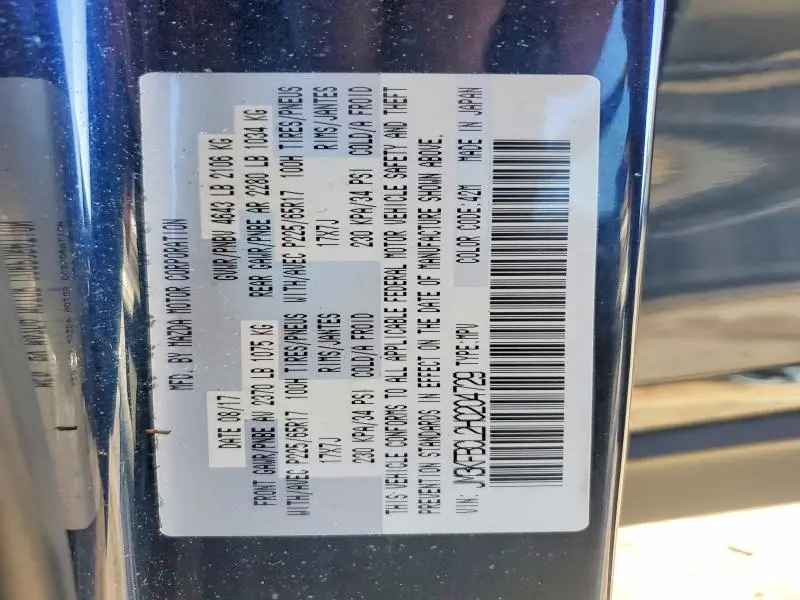 MFD. BY MAZDA MOTOR CORPORATION
DATE 08/17 GVWR/PNBV 4643 LB 2106 KG
FRONT GAWR/PNBE AV 2370 LB 1075 KG REAR GAWR/PNBE AR 2280 LB 1034 KG
WITH/AVEC P225/65R17 100H TIRES/PNEUS WITH/AVEC P225/65R17 100H TIRES/PNEUS
17X7J RIMS/JANTES 17X7J RIMS/JANTES
230 KPA/34 PSI COLD/A FROID 230 KPA/34 PSI COLD/A FROID
THIS VEHICLE CONFORMS TO ALL APPLICABLE FEDERAL MOTOR VEHICLE SAFETY AND THEFT
PREVENTION STANDARDS IN EFFECT ON THE DATE OF MANUFACTURE SHOWN ABOVE.
VIN: JM3KFBCL2H0204729 TYPE:MPV COLOR CODE:42M MADE IN JAPAN